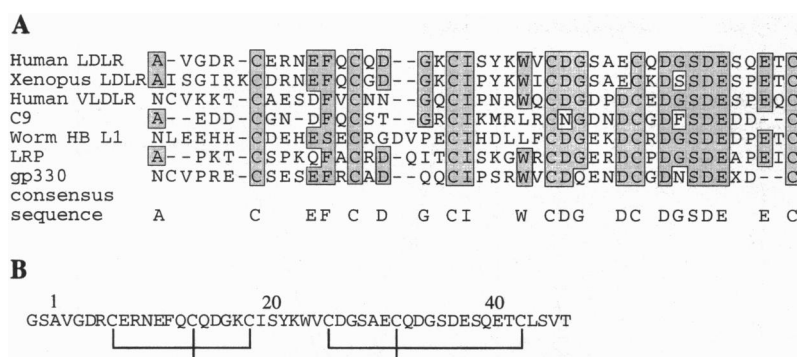 A
Human LDLR A-VGDR-CERNEFQCQD--GKCISYKWVCDGSAECQDGSDESQETC
Xenopus LDLR AISGIRKCDRNEFQCGD--GKCIPYKWICDGSAECKDGSDESPETC
Human VLDLR NCVKKT-CAESDFVCNN--GQCIPNRWQCDGDPDCEDGSDESPEQC
C9 A--EDD-CGN-DFQCST--GRCIKMRLRCNGDNDCGDFSDEDD--C
Worm HB L1 NLEEHH-CDEHESECRGDVPECIHDLLFCDGEKDCRDGSDEDPETC
LRP A--PKT-CSPKQFACRD-QITCISKGWRCDGERDCPDGSDEAPEIC
gp330 NCVPRE-CSESEFRCAD--QQCIPSRWVCDQENDCGDNSDEXD--C
consensus
sequence A C EF C D G CI W CDG DC DGSDE E C
B
1 20 40
GSAVGDRCERNEFQCQDGKCISYKWVCDGSAECQDGSDESQETCLSVT